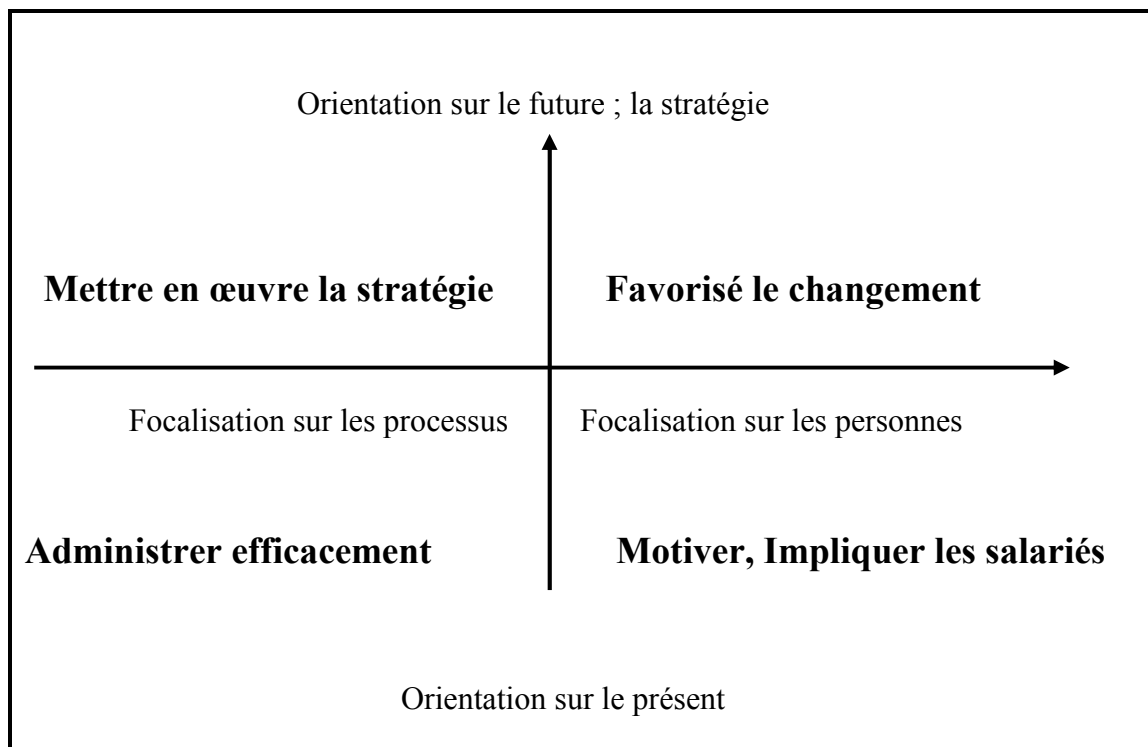 Orientation sur le future ; la stratégie
Mettre en œuvre la stratégie
Favorisé le changement
Focalisation sur les processus
Focalisation sur les personnes
Administrer efficacement
Motiver, Impliquer les salariés
Orientation sur le présent